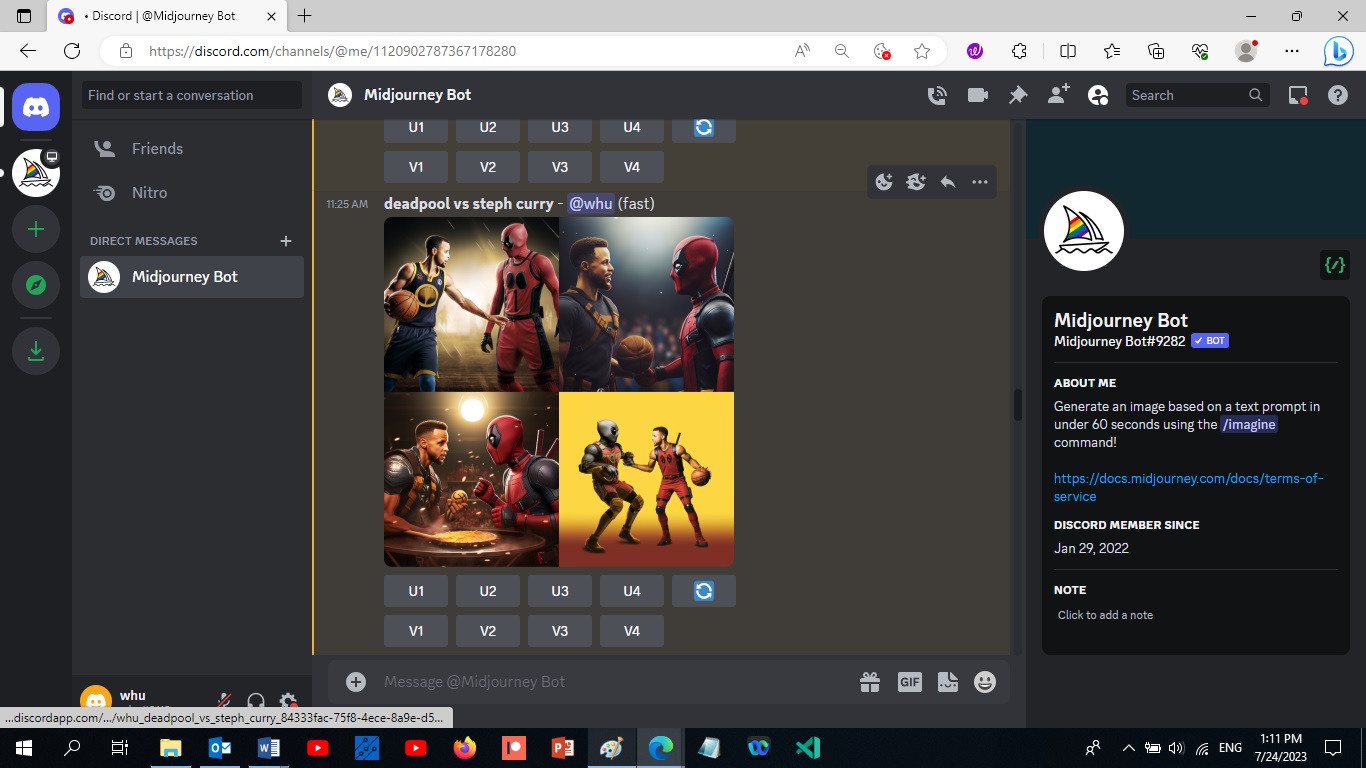 • Discord | @Midjourney Bot
https://discord.com/channels/@me/1120902787367178280
Find or start a conversation
Midjourney Bot
Search
Friends
Nitro
DIRECT MESSAGES
Midjourney Bot
U1 U2 U3 U4
V1 V2 V3 V4
11:25 AM deadpool vs steph curry - @whu (fast)
U1 U2 U3 U4
V1 V2 V3 V4
Message @Midjourney Bot
GIF
Midjourney Bot
Midjourney Bot#9282 BOT
ABOUT ME
Generate an image based on a text prompt in
under 60 seconds using the /imagine
command!
https://docs.midjourney.com/docs/terms-of-
service
DISCORD MEMBER SINCE
Jan 29, 2022
NOTE
Click to add a note
whu
...discordapp.com/.../whu_deadpool_vs_steph_curry_84333fac-75f8-4ece-8a9e-d5...
ENG
1:11 PM
7/24/2023